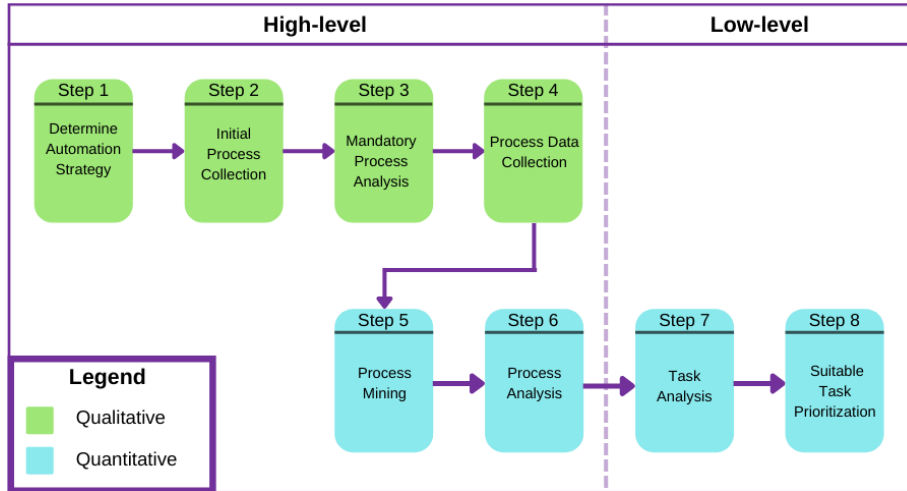 High-level
Low-level
Step 1
Determine
Automation
Strategy
Step 2
Initial
Process
Collection
Step 3
Mandatory
Process
Analysis
Step 4
Process Data
Collection
Step 5
Process
Mining
Step 6
Process
Analysis
Step 7
Task
Analysis
Step 8
Suitable
Task
Prioritization
Legend
Qualitative
Quantitative